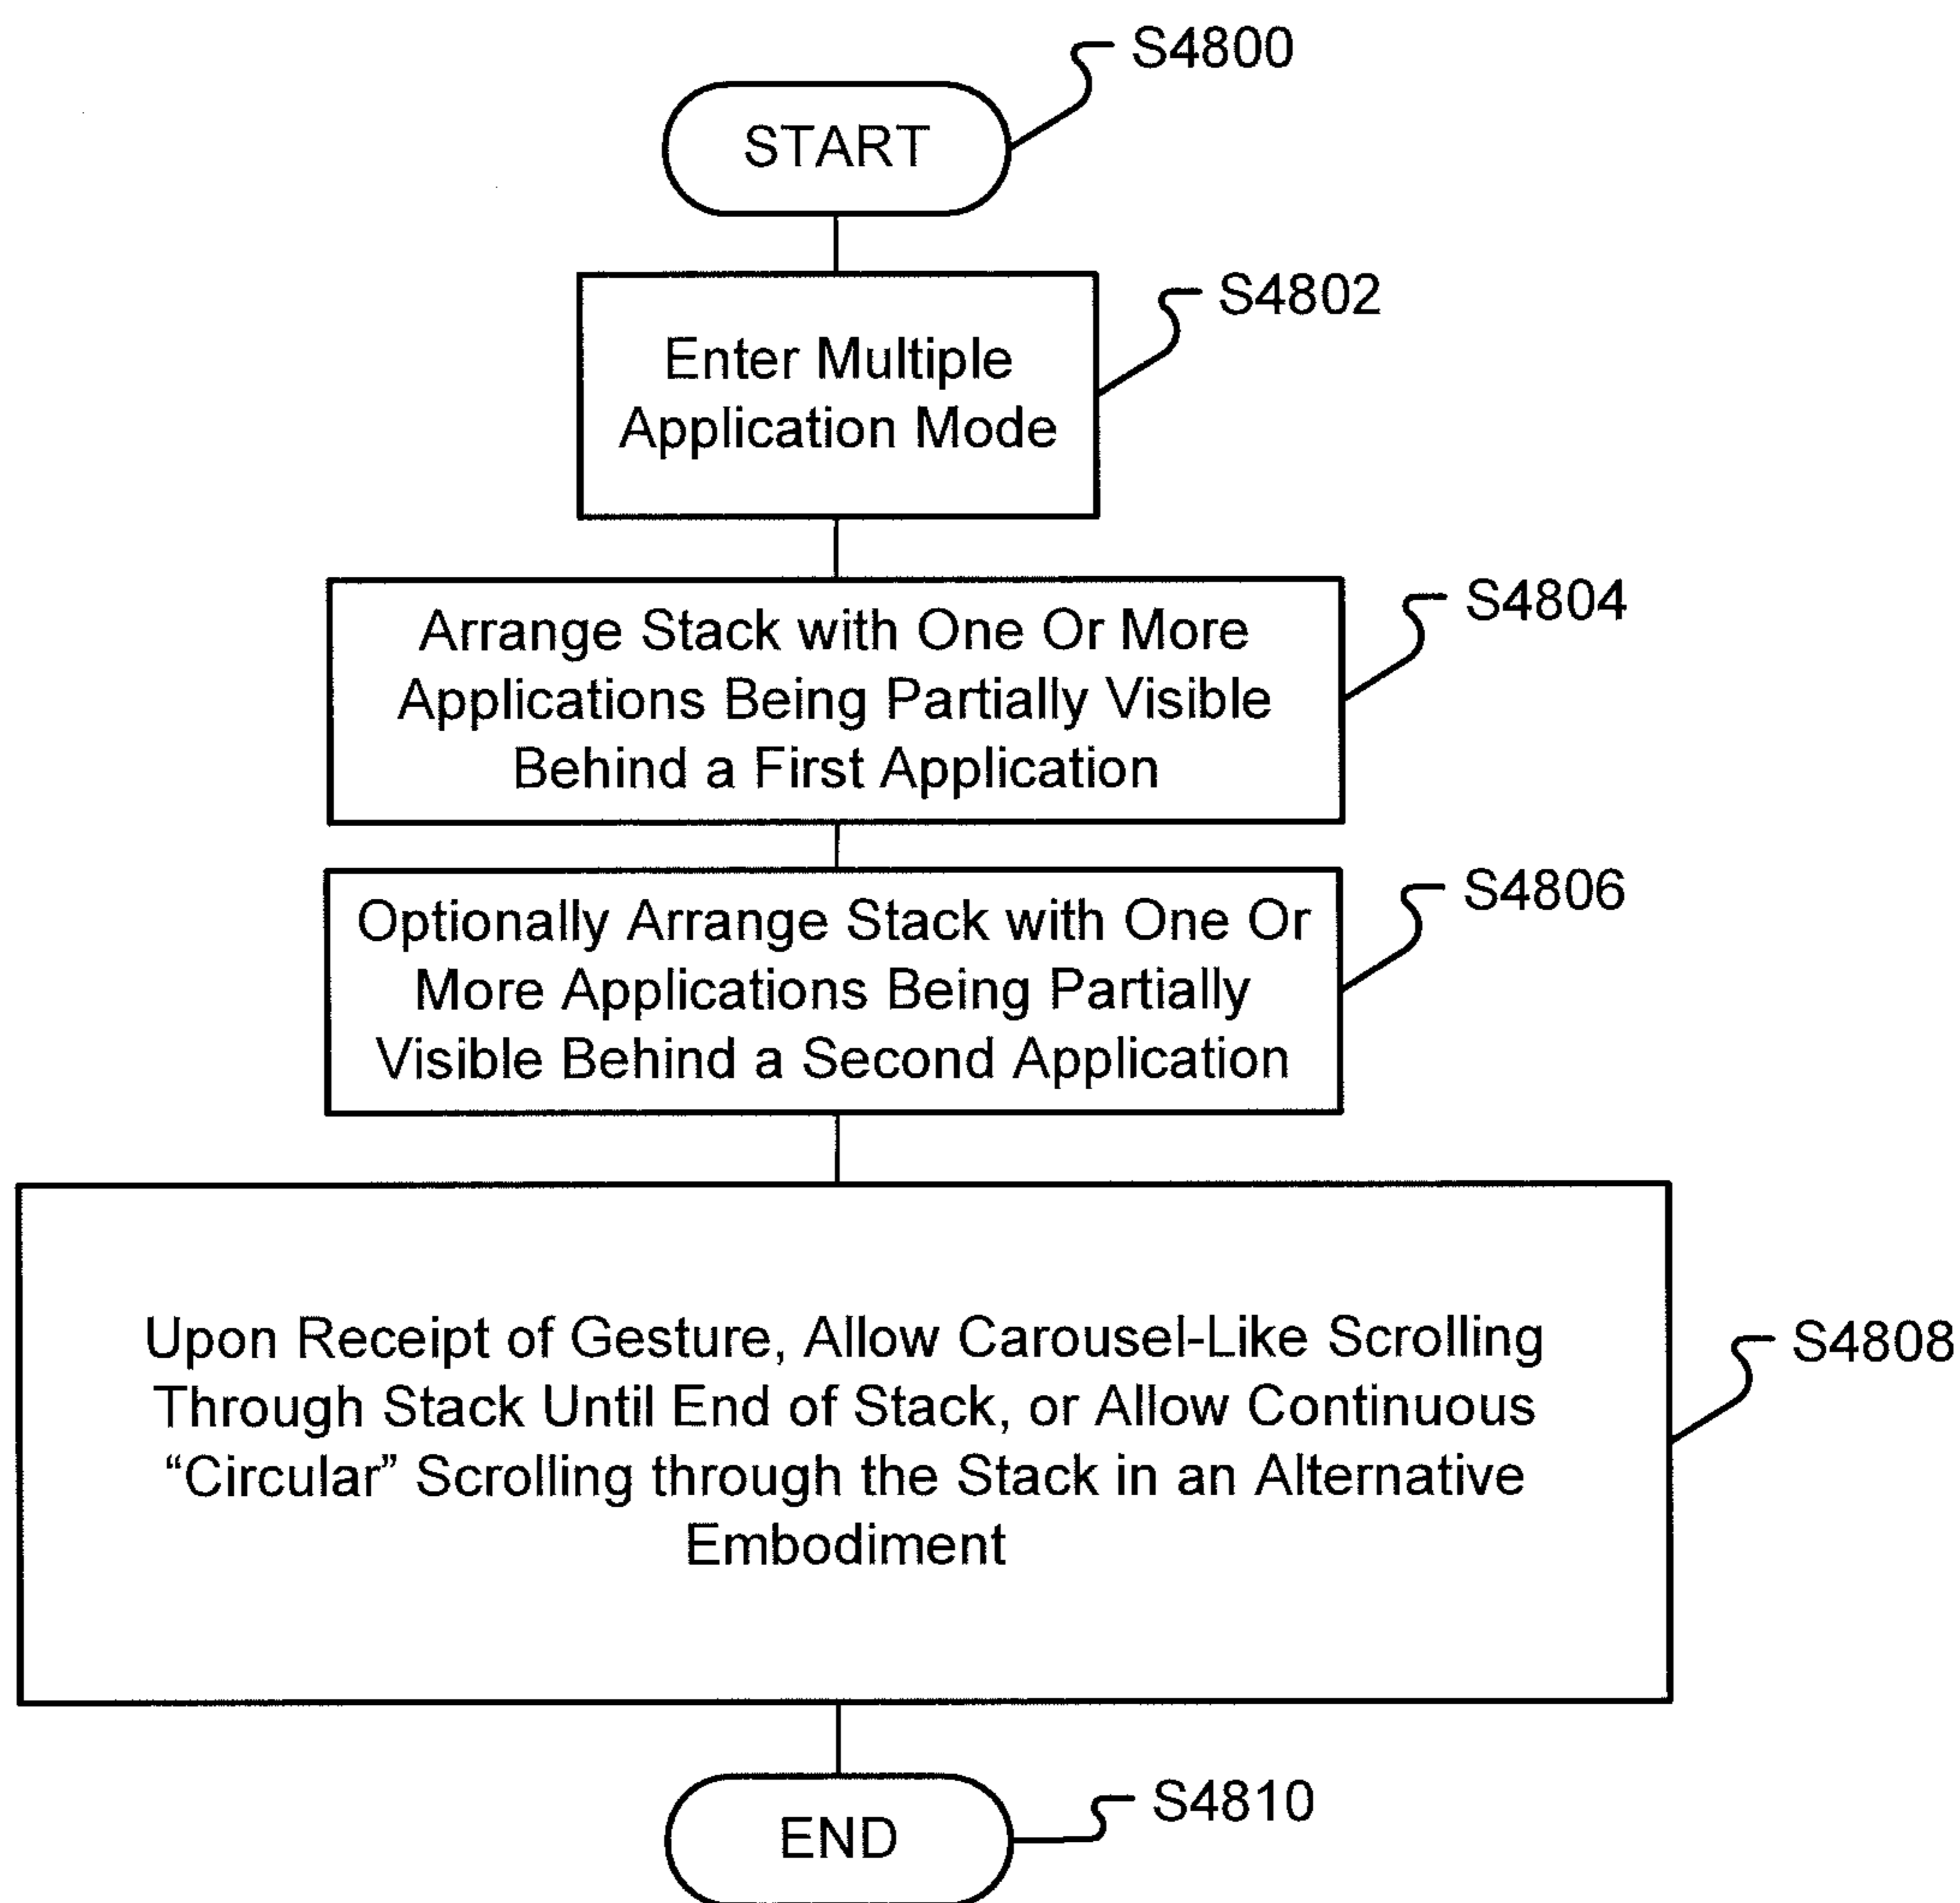 S4800
START
S4802
Enter Multiple
Application Mode
S4804
Arrange Stack with One Or More
Applications Being Partially Visible
Behind a First Application
S4806
Optionally Arrange Stack with One Or
More Applications Being Partially
Visible Behind a Second Application
S4808
Upon Receipt of Gesture, Allow Carousel-Like Scrolling
Through Stack Until End of Stack, or Allow Continuous
“Circular” Scrolling through the Stack in an Alternative
Embodiment
S4810
END